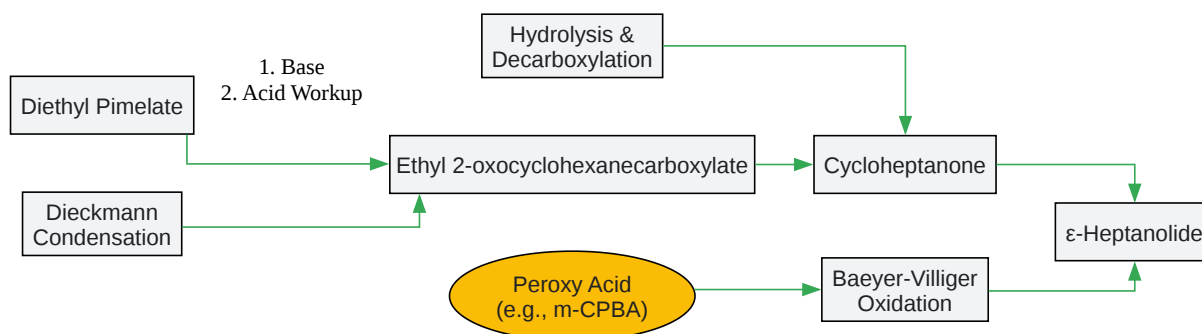 Hydrolysis &
Decarboxylation
1. Base
2. Acid Workup
Diethyl Pimelate
Ethyl 2-oxocyclohexanecarboxylate
Cycloheptanone
Dieckmann
Condensation
ε-Heptanolide
Peroxy Acid
(e.g., m-CPBA)
Baeyer-Villiger
Oxidation